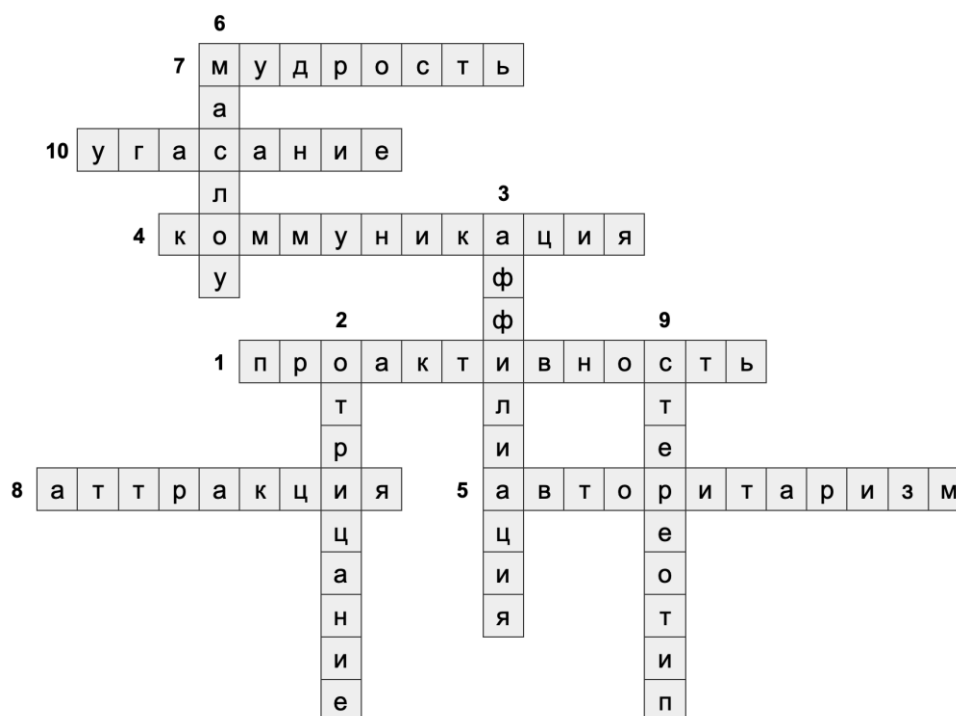 6
7 мудрость
а
10 угасание
л
3
4 коммуникация
у ф
2 ф 9
1 проактивность
т л т
р и е
8 аттракция 5 авторитаризм
ц ц е
а и о
н я т
и и
е п